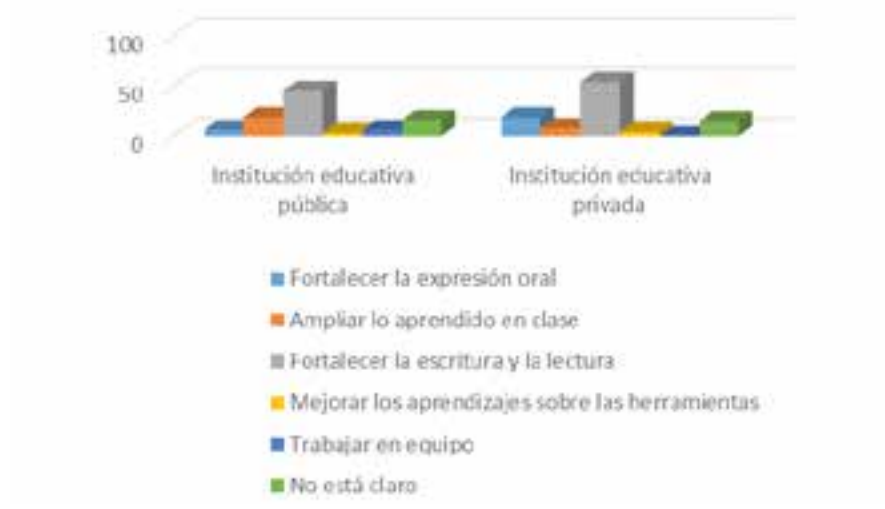 100
50
0
Institución educativa
pública
Institución educativa
privada
Fortalecer la expresión oral
Ampliar lo aprendido en clase
Fortalecer la escritura y la lectura
Mejorar los aprendizajes sobre las herramientas
Trabajar en equipo
No está claro